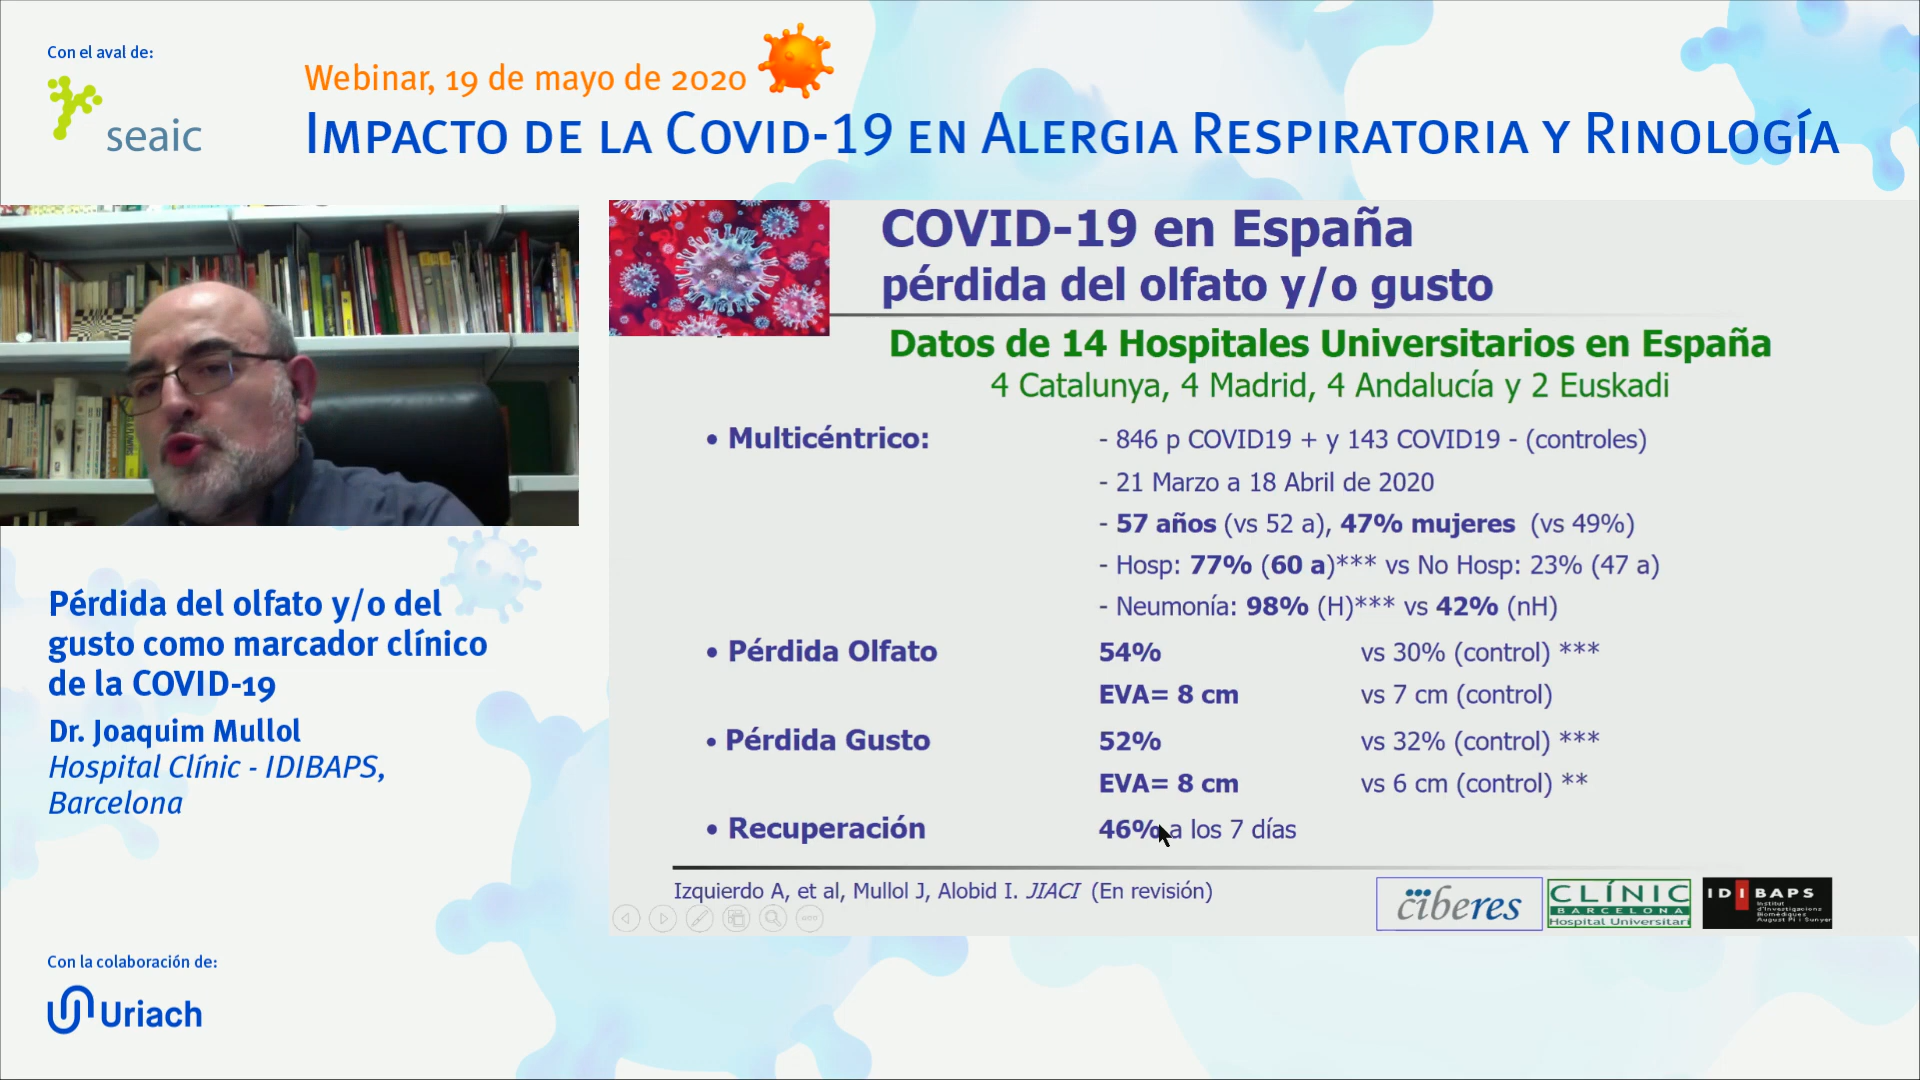 Con el aval de:
seaic
Webinar, 19 de mayo de 2020
IMPACTO DE LA COVID-19 EN ALERGIA RESPIRATORIA Y RINOLOGÍA
COVID-19 en España
pérdida del olfato y/o gusto
Datos de 14 Hospitales Universitarios en España
4 Catalunya, 4 Madrid, 4 Andalucía y 2 Euskadi
• Multicéntrico: - 846 p COVID19 + y 143 COVID19 - (controles)
- 21 Marzo a 18 Abril de 2020
- 57 años (vs 52 a), 47% mujeres (vs 49%)
- Hosp: 77% (60 a)*** vs No Hosp: 23% (47 a)
- Neumonía: 98% (H)*** vs 42% (nH)
• Pérdida Olfato 54% vs 30% (control) ***
EVA= 8 cm vs 7 cm (control)
• Pérdida Gusto 52% vs 32% (control) ***
EVA= 8 cm vs 6 cm (control) **
• Recuperación 46% a los 7 días
Izquierdo A, et al, Mullol J, Alobid I. JIACI (En revisión)
ciberes
CLÍNIC
BARCELONA
Hospital Universitari
IDIBAPS
Institut
d'Investigacions
Biomèdiques
August Pi i Sunyer
Pérdida del olfato y/o del
gusto como marcador clínico
de la COVID-19
Dr. Joaquim Mullol
Hospital Clínic - IDIBAPS,
Barcelona
Con la colaboración de:
Uriach